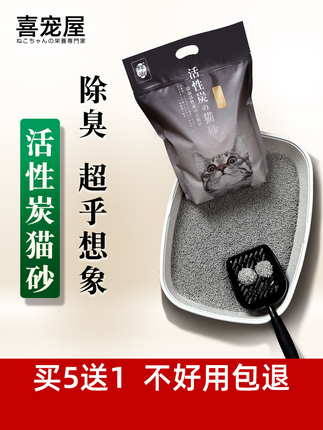 喜宠屋
ねこちゃんの栄養専門家
除臭 超乎想象
活性炭猫砂
活性炭の猫砂
买5送1 不好用包退